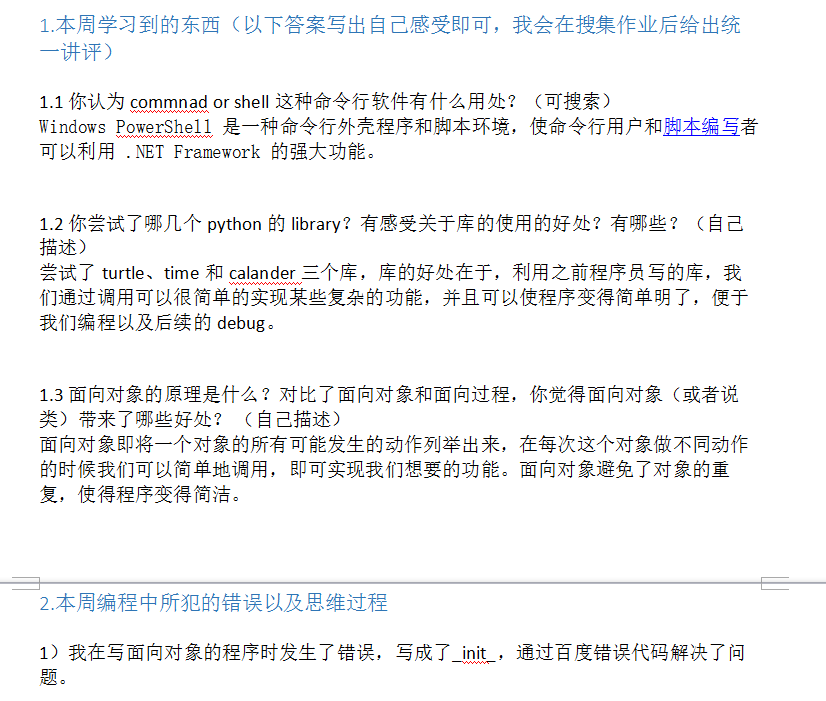 1.本周学习到的东西（以下答案写出自己感受即可，我会在搜集作业后给出统
一讲评）
1.1 你认为 commnad or shell 这种命令行软件有什么用处？（可搜索）
Windows PowerShell 是一种命令行外壳程序和脚本环境，使命令行用户和脚本编写者
可以利用 .NET Framework 的强大功能。
1.2 你尝试了哪几个 python 的 library？有感受关于库的使用的好处？有哪些？（自己
描述）
尝试了 turtle、time 和 calander 三个库，库的好处在于，利用之前程序员写的库，我
们通过调用可以很简单的实现某些复杂的功能，并且可以使程序变得简单明了，便于
我们编程以及后续的 debug。
1.3 面向对象的原理是什么？对比了面向对象和面向过程，你觉得面向对象（或者说
类）带来了哪些好处？（自己描述）
面向对象即将一个对象的所有可能发生的动作列举出来，在每次这个对象做不同动作
的时候我们可以简单地调用，即可实现我们想要的功能。面向对象避免了对象的重
复，使得程序变得简洁。
2.本周编程中所犯的错误以及思维过程
1）我在写面向对象的程序时发生了错误，写成了_init_，通过百度错误代码解决了问
题。